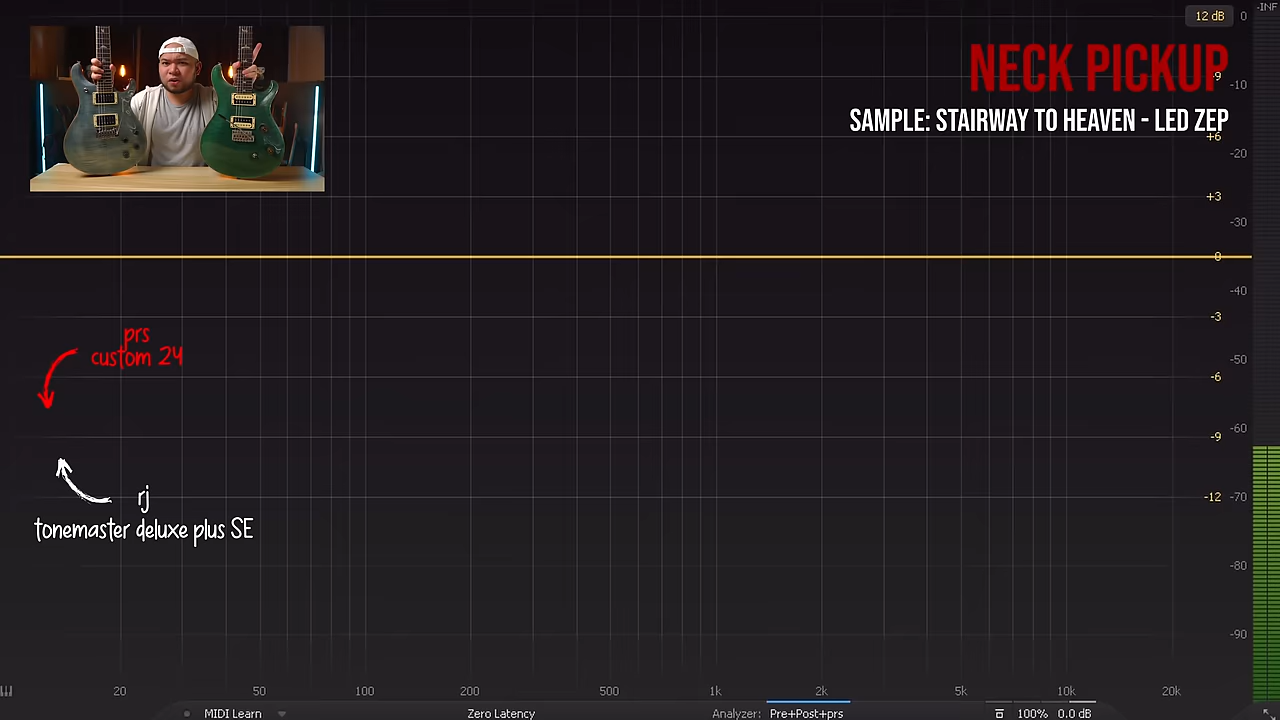 12 dB
0
-INF
NECK PICKUP
+9
-10
SAMPLE: STAIRWAY TO HEAVEN - LED ZEP
+6
-20
+3
-30
0
-40
-3
prs
custom 24
-50
-6
-60
-9
rj
tonemaster deluxe plus SE
-12
-70
-80
-90
20
50
100
200
500
1k
2k
5k
10k
20k
MIDI Learn
Zero Latency
Analyzer: Pre+Post+prs
100%
0.0 dB